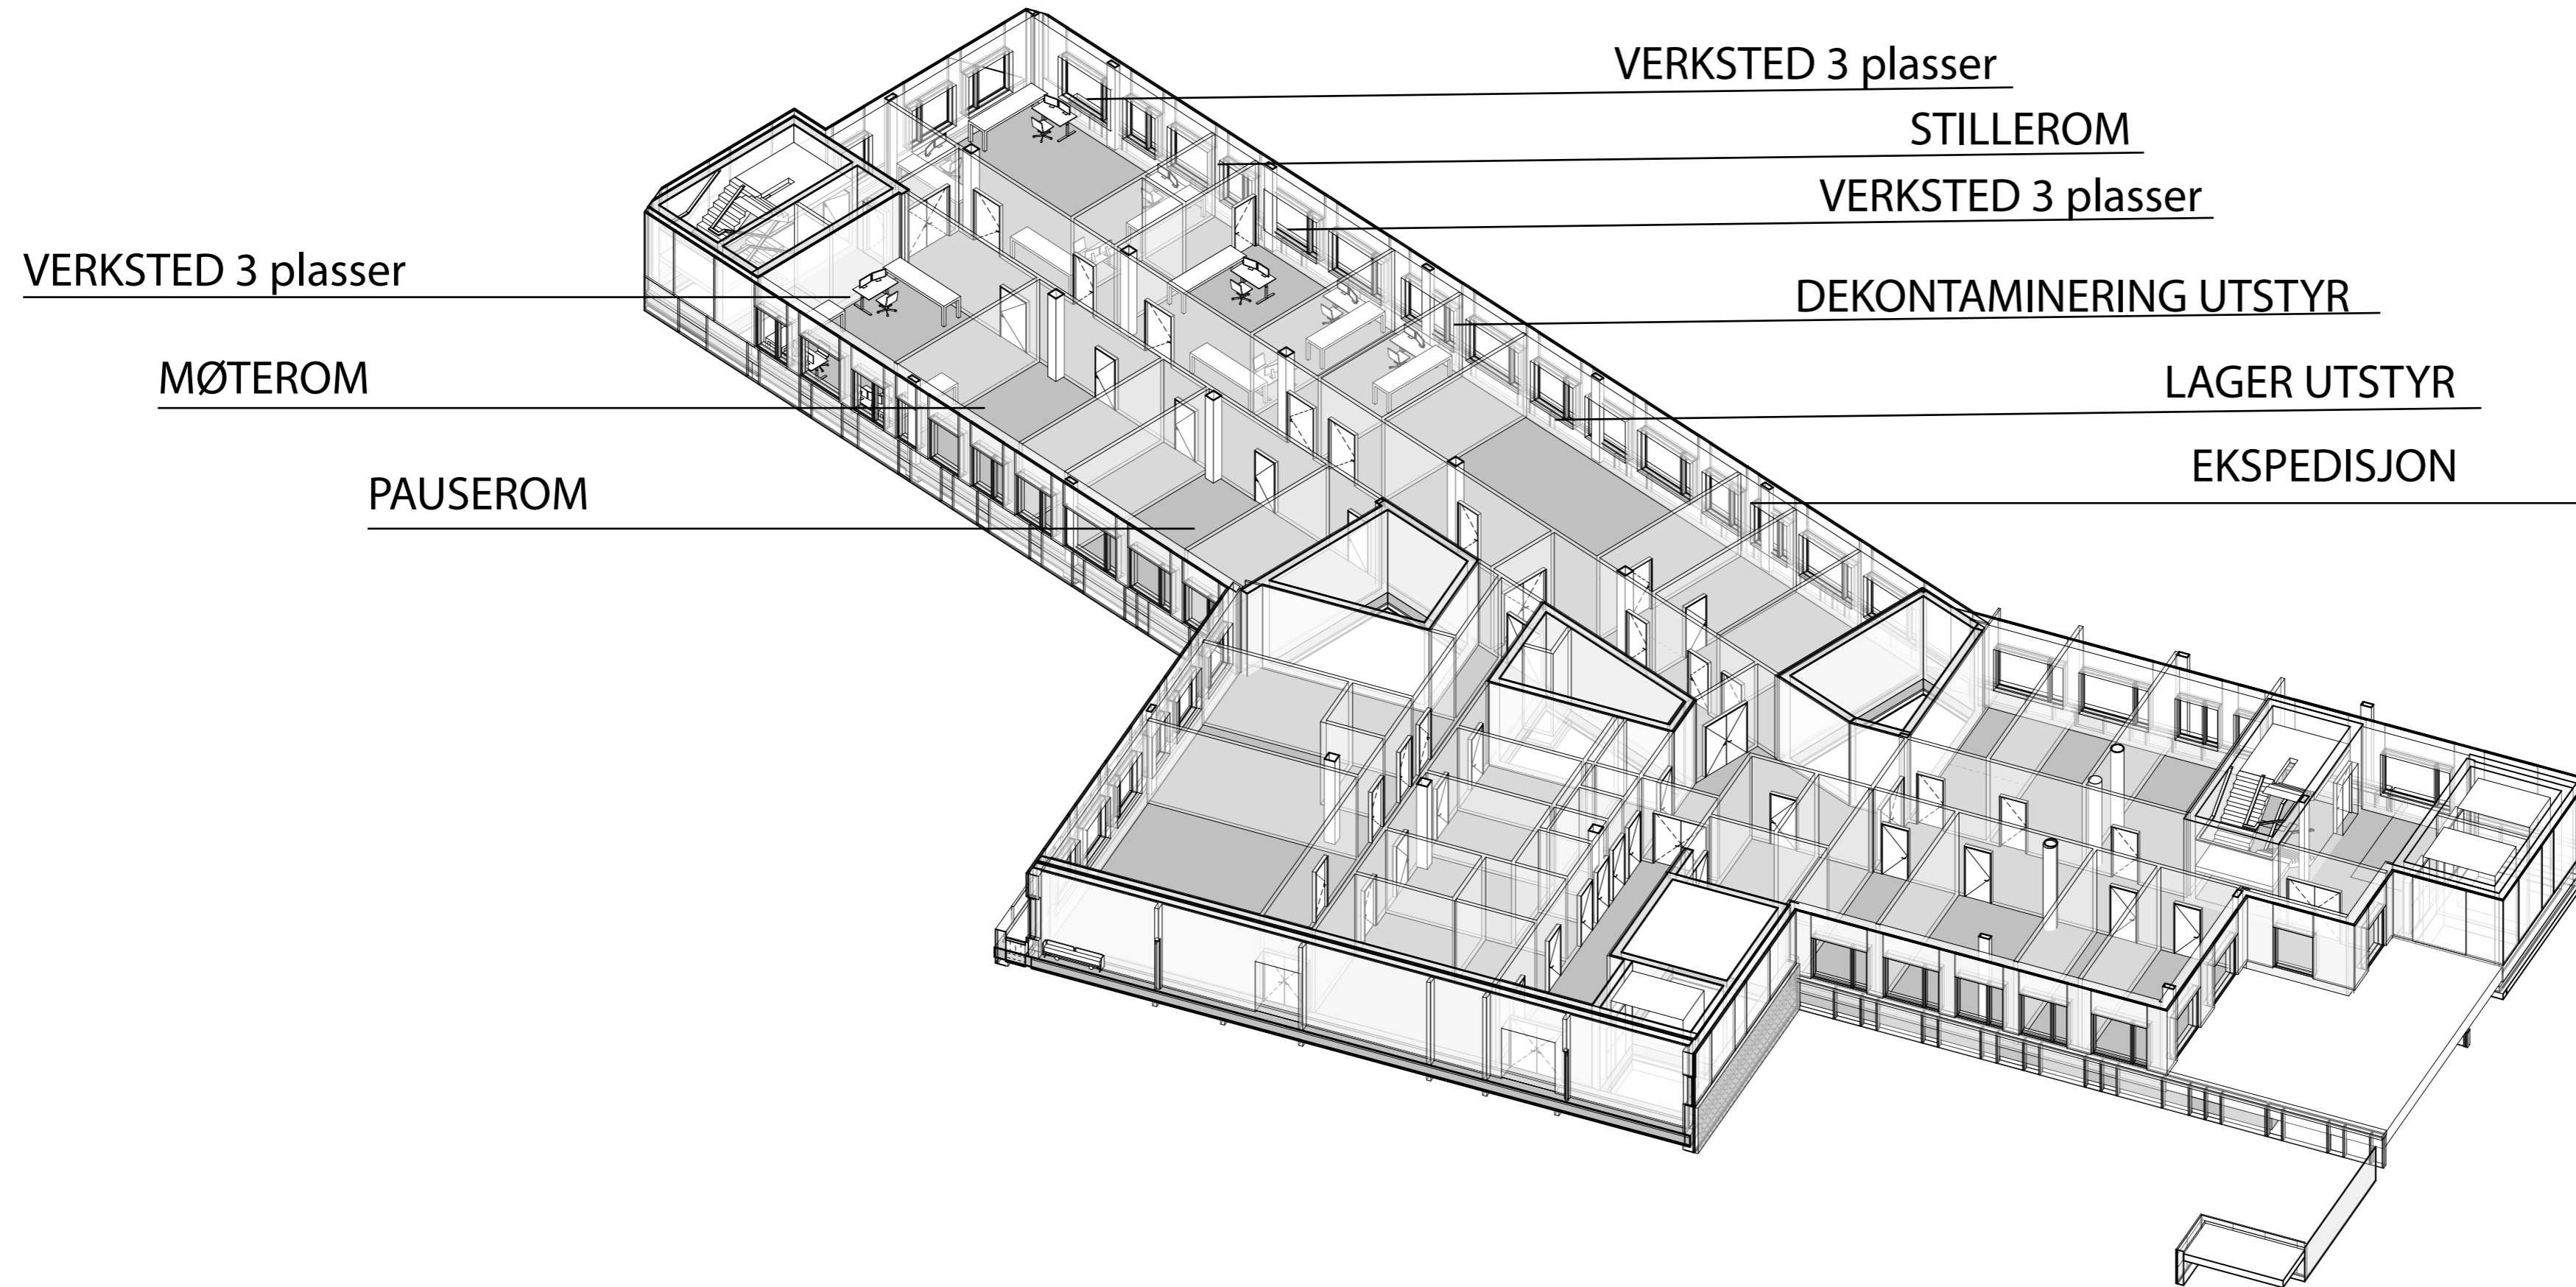 VERKSTED 3 plasser
STILLEROM
VERKSTED 3 plasser
VERKSTED 3 plasser
DEKONTAMINERING UTSTYR
MØTEROM
LAGER UTSTYR
EKSPEDISJON
PAUSEROM